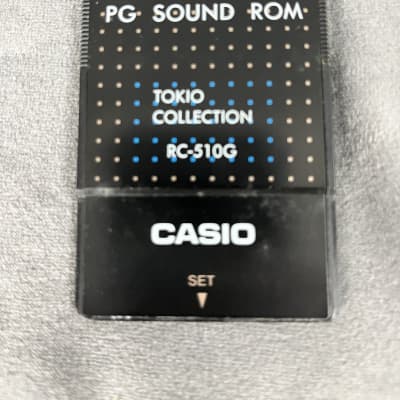 PG SOUND ROM
TOKIO
COLLECTION
RC-510G
CASIO
SET